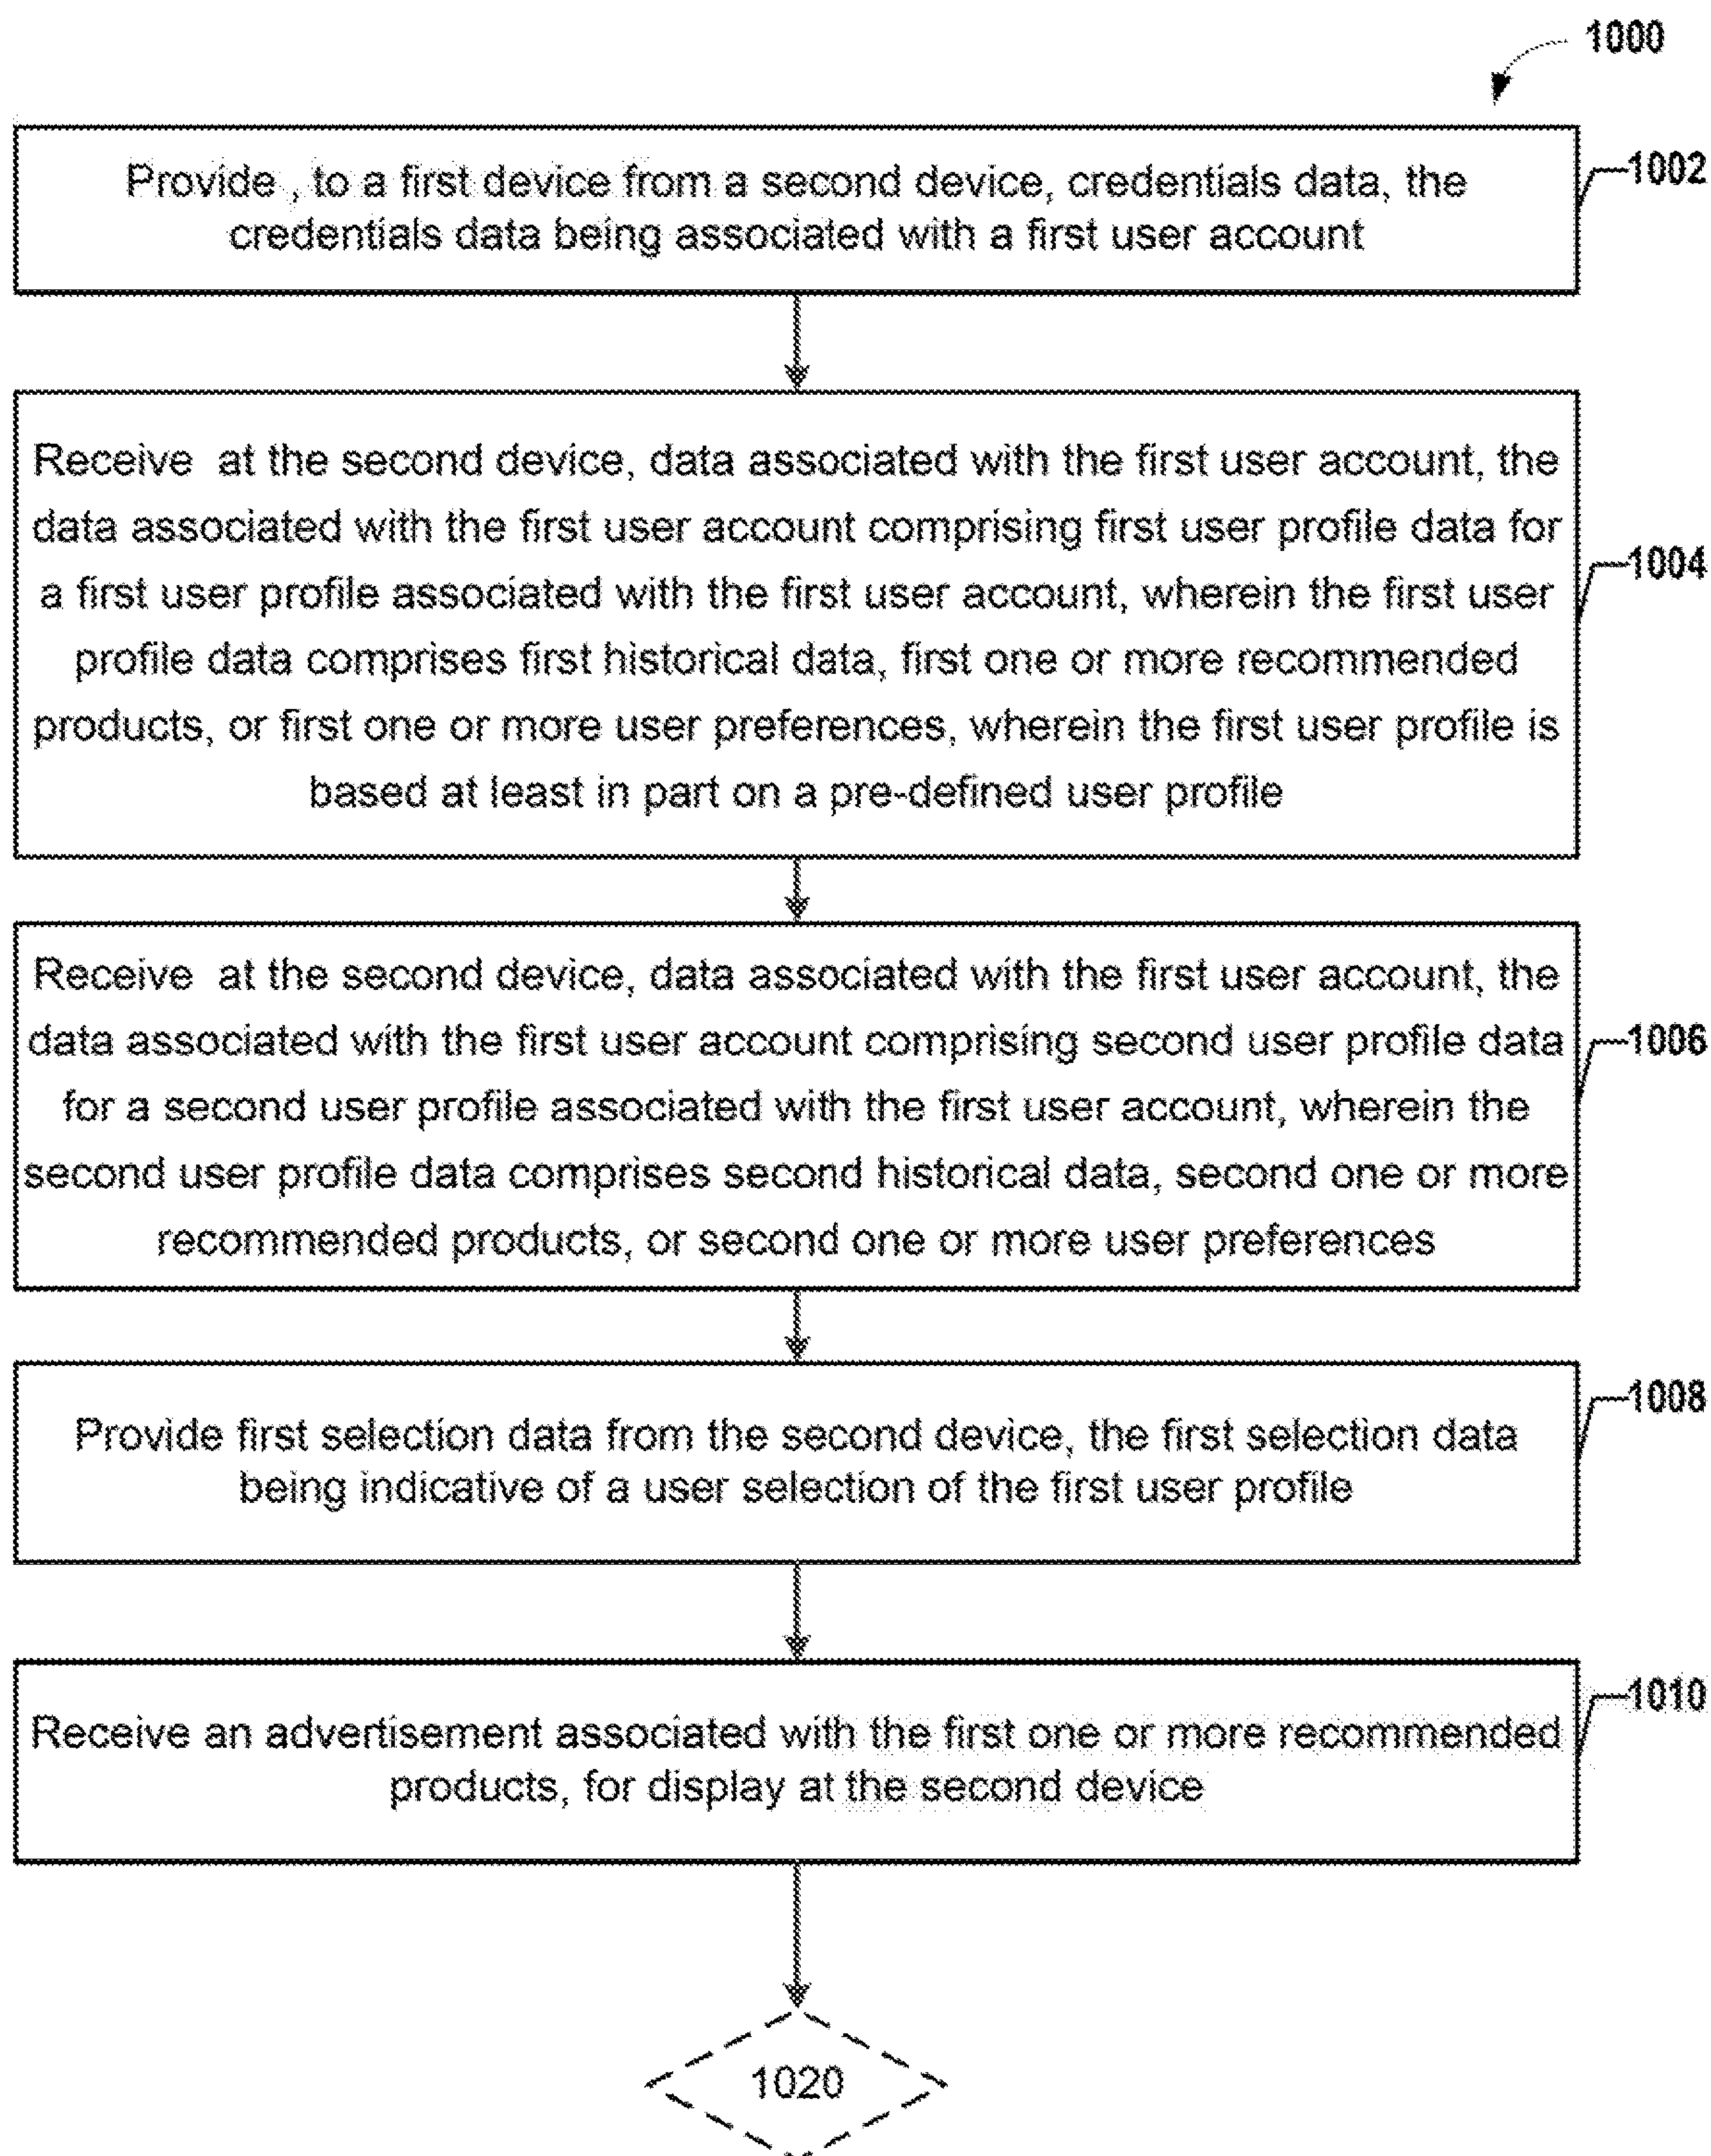 1000
Provide , to a first device from a second device, credentials data, the
credentials data being associated with a first user account
1002
Receive at the second device, data associated with the first user account, the
data associated with the first user account comprising first user profile data for
a first user profile associated with the first user account, wherein the first user
profile data comprises first historical data, first one or more recommended
products, or first one or more user preferences, wherein the first user profile is
based at least in part on a pre-defined user profile
1004
Receive at the second device, data associated with the first user account, the
data associated with the first user account comprising second user profile data
for a second user profile associated with the first user account, wherein the
second user profile data comprises second historical data, second one or more
recommended products, or second one or more user preferences
1006
Provide first selection data from the second device, the first selection data
being indicative of a user selection of the first user profile
1008
Receive an advertisement associated with the first one or more recommended
products, for display at the second device
1010
1020